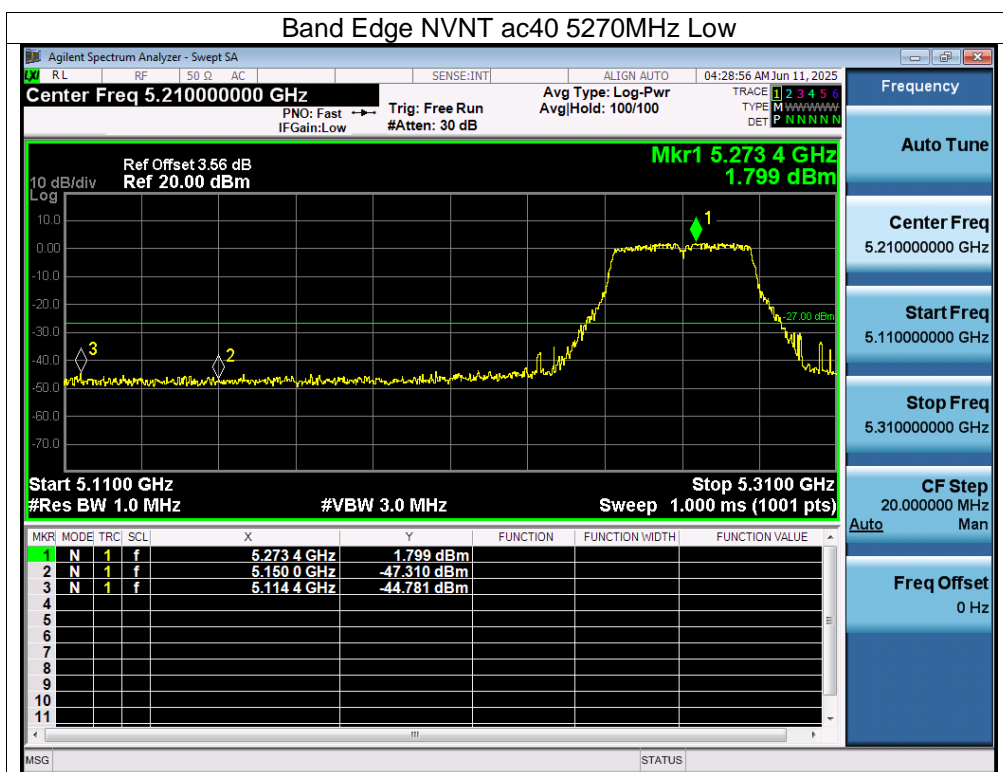 Band Edge NVNT ac40 5270MHz Low
Agilent Spectrum Analyzer - Swept SA
LXI RL RF 50 Ω AC SENSE:INT ALIGN AUTO 04:28:56 AM Jun 11, 2025
Center Freq 5.210000000 GHz
PNO: Fast
IFGain:Low
Trig: Free Run
#Atten: 30 dB
Avg Type: Log-Pwr
Avg|Hold: 100/100
TRACE 1 2 3 4 5 6
TYPE M WWWWW
DET P N N N N N
Ref Offset 3.56 dB
10 dB/div Ref 20.00 dBm
Log
Mkr1 5.273 4 GHz
1.799 dBm
10.0
0.00
-10.0
-20.0
-30.0
-40.0
-50.0
-60.0
-70.0
1
2
3
-27.00 dBm
Start 5.1100 GHz Stop 5.3100 GHz
#Res BW 1.0 MHz #VBW 3.0 MHz Sweep 1.000 ms (1001 pts)
MKR MODE TRC SCL X Y FUNCTION FUNCTION WIDTH FUNCTION VALUE
1 N 1 f 5.273 4 GHz 1.799 dBm
2 N 1 f 5.150 0 GHz -47.310 dBm
3 N 1 f 5.114 4 GHz -44.781 dBm
4
5
6
7
8
9
10
11
MSG STATUS
Frequency
Auto Tune
Center Freq
5.210000000 GHz
Start Freq
5.110000000 GHz
Stop Freq
5.310000000 GHz
CF Step
20.000000 MHz
Auto Man
Freq Offset
0 Hz